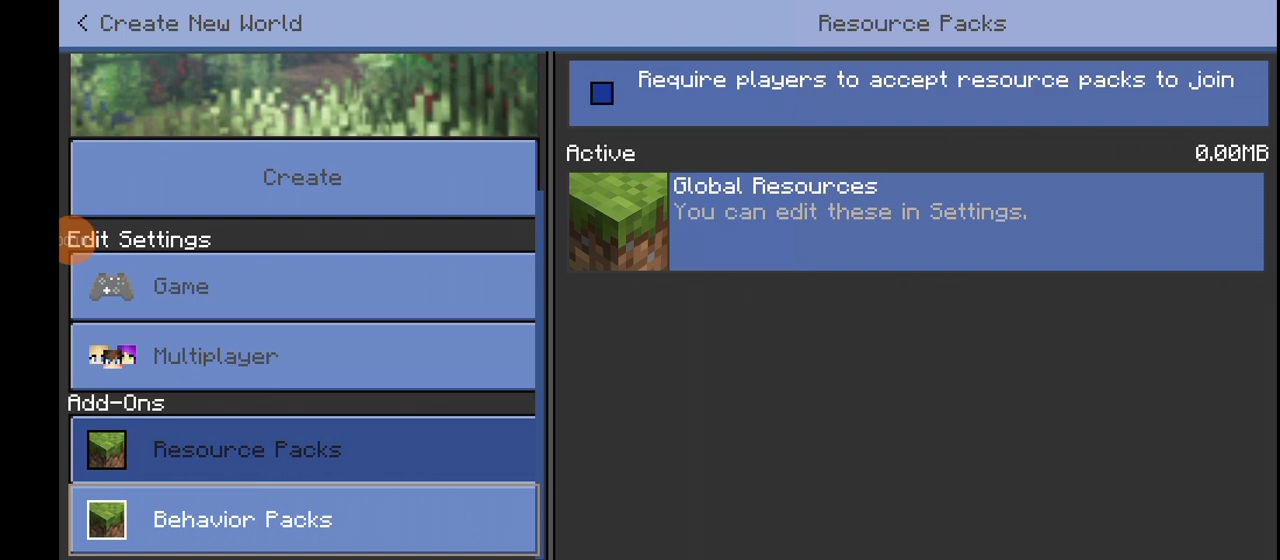 < Create New World
Resource Packs
Require players to accept resource packs to join
Create
Active
0.00MB
Global Resources
You can edit these in Settings.
Edit Settings
Game
Multiplayer
Add-Ons
Resource Packs
Behavior Packs